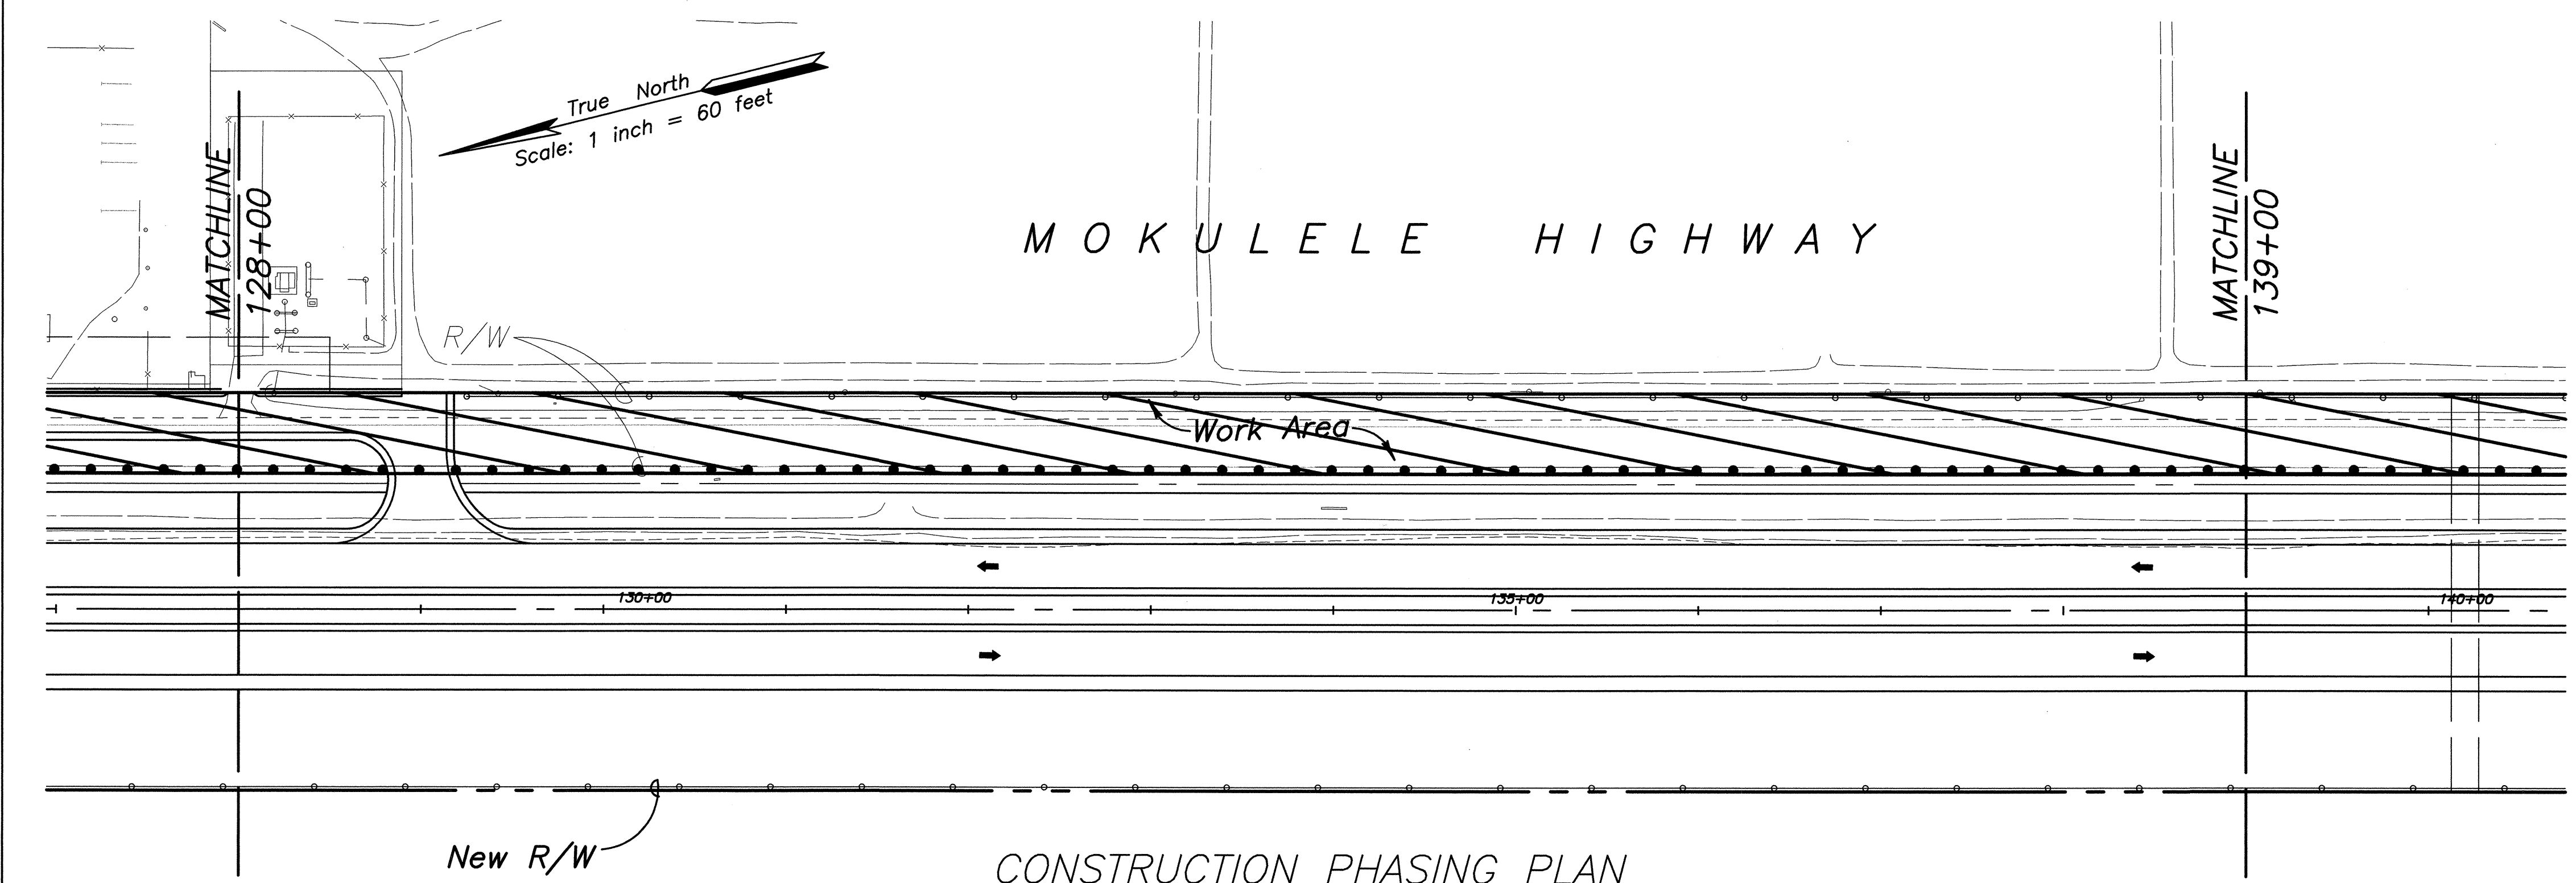 True North
Scale: 1 inch = 60 feet
MATCHLINE
128+00
MOKULELE HIGHWAY
MATCHLINE
139+00
R/W
Work Area
130+00
135+00
140+00
New R/W
CONSTRUCTION PHASING PLAN